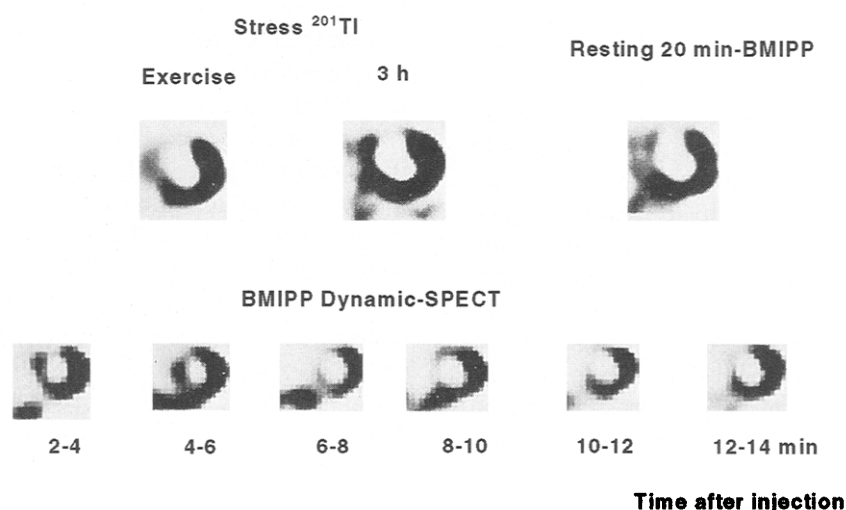 Stress ²⁰¹Tl
Resting 20 min-BMIPP
Exercise
3 h
BMIPP Dynamic-SPECT
2-4
4-6
6-8
8-10
10-12
12-14 min
Time after injection